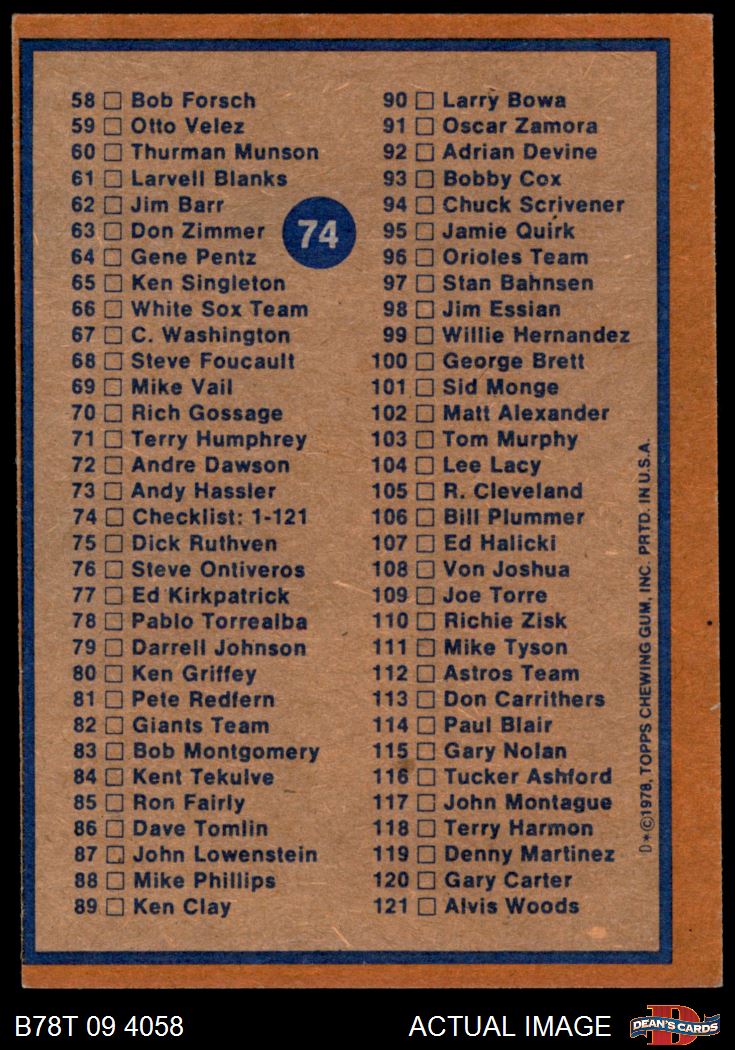 58 Bob Forsch
59 Otto Velez
60 Thurman Munson
61 Larvell Blanks
62 Jim Barr
63 Don Zimmer
64 Gene Pentz
65 Ken Singleton
66 White Sox Team
67 C. Washington
68 Steve Foucault
69 Mike Vail
70 Rich Gossage
71 Terry Humphrey
72 Andre Dawson
73 Andy Hassler
74 Checklist: 1-121
75 Dick Ruthven
76 Steve Ontiveros
77 Ed Kirkpatrick
78 Pablo Torrealba
79 Darrell Johnson
80 Ken Griffey
81 Pete Redfern
82 Giants Team
83 Bob Montgomery
84 Kent Tekulve
85 Ron Fairly
86 Dave Tomlin
87 John Lowenstein
88 Mike Phillips
89 Ken Clay
74
90 Larry Bowa
91 Oscar Zamora
92 Adrian Devine
93 Bobby Cox
94 Chuck Scrivener
95 Jamie Quirk
96 Orioles Team
97 Stan Bahnsen
98 Jim Essian
99 Willie Hernandez
100 George Brett
101 Sid Monge
102 Matt Alexander
103 Tom Murphy
104 Lee Lacy
105 R. Cleveland
106 Bill Plummer
107 Ed Halicki
108 Von Joshua
109 Joe Torre
110 Richie Zisk
111 Mike Tyson
112 Astros Team
113 Don Carrithers
114 Paul Blair
115 Gary Nolan
116 Tucker Ashford
117 John Montague
118 Terry Harmon
119 Denny Martinez
120 Gary Carter
121 Alvis Woods
D*©1978, TOPPS CHEWING GUM, INC. PRTD. IN U.S.A.
B78T 09 4058
ACTUAL IMAGE
DEAN'S CARDS